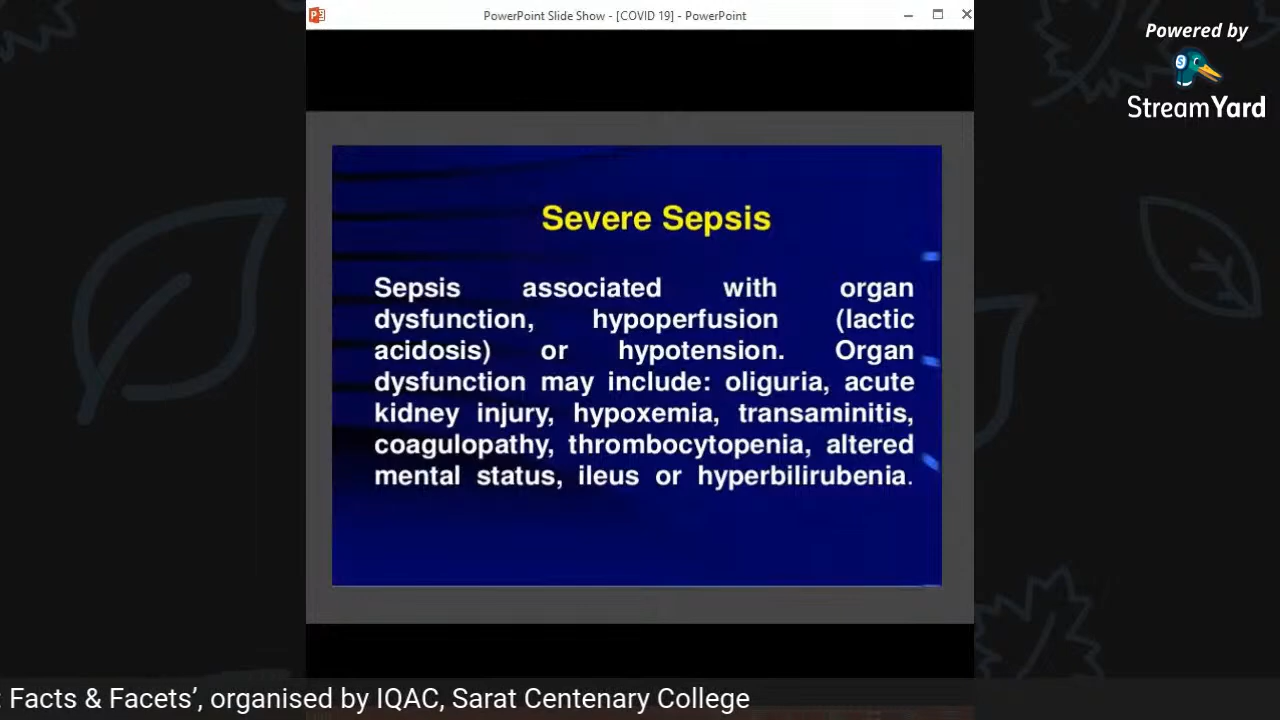 PowerPoint Slide Show - [COVID 19] - PowerPoint
Powered by
StreamYard
Severe Sepsis
Sepsis associated with organ
dysfunction, hypoperfusion (lactic
acidosis) or hypotension. Organ
dysfunction may include: oliguria, acute
kidney injury, hypoxemia, transaminitis,
coagulopathy, thrombocytopenia, altered
mental status, ileus or hyperbilirubenia.
: Facts & Facets’, organised by IQAC, Sarat Centenary College